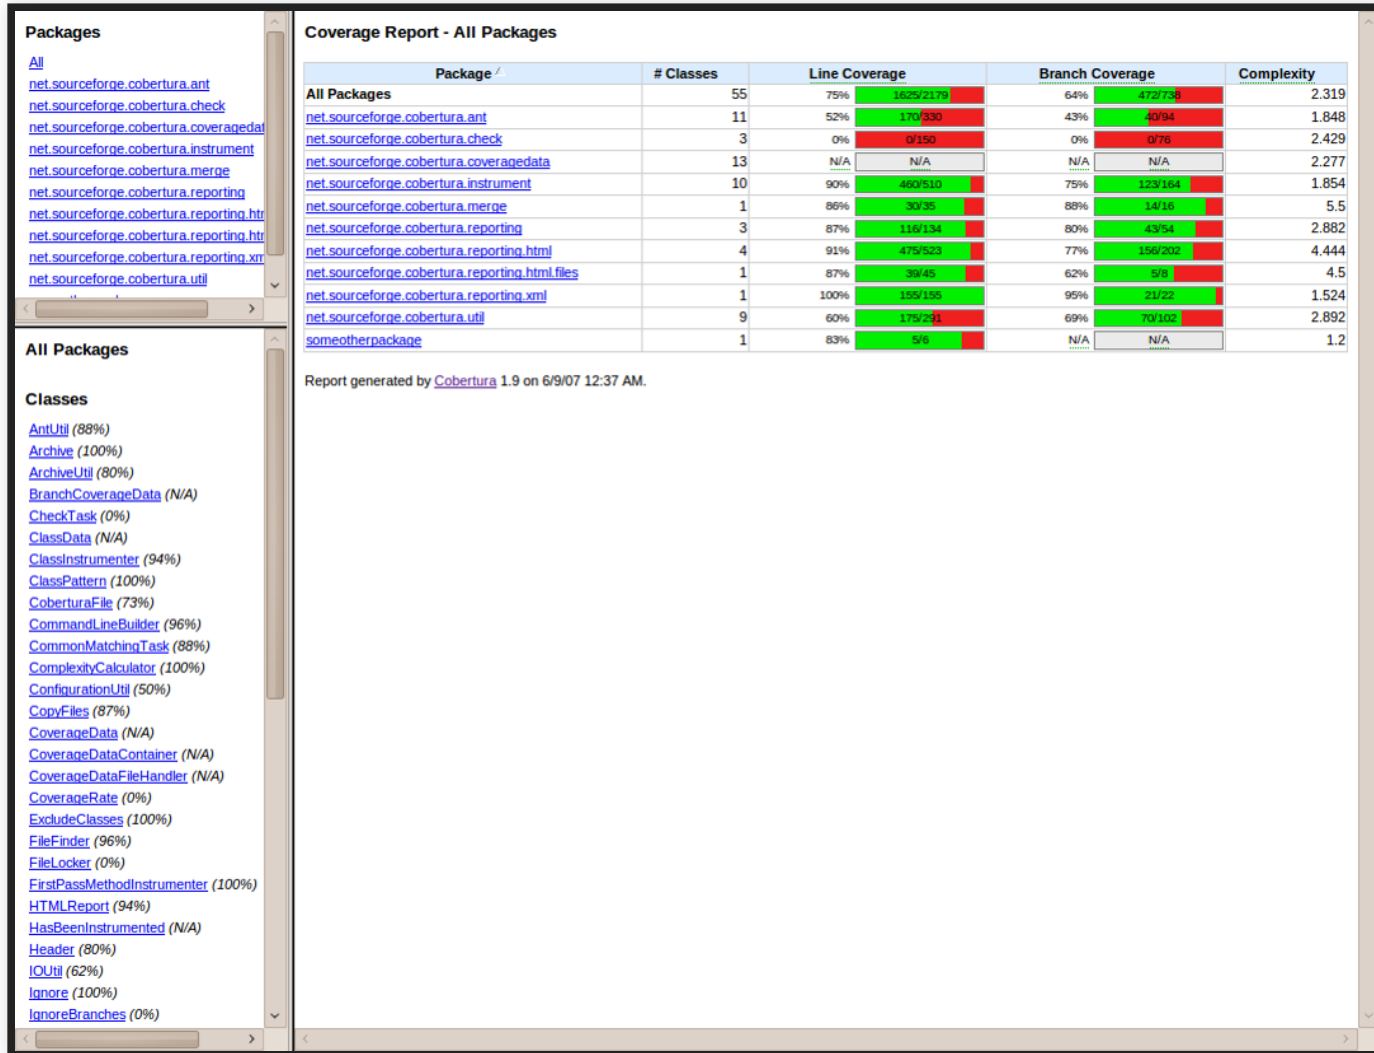 Packages
All
net.sourceforge.cobertura.ant
net.sourceforge.cobertura.check
net.sourceforge.cobertura.coveragedat
net.sourceforge.cobertura.instrument
net.sourceforge.cobertura.merge
net.sourceforge.cobertura.reporting
net.sourceforge.cobertura.reporting.htm
net.sourceforge.cobertura.reporting.htm
net.sourceforge.cobertura.reporting.xm
net.sourceforge.cobertura.util
All Packages
Classes
AntUtil (88%)
Archive (100%)
ArchiveUtil (80%)
BranchCoverageData (N/A)
CheckTask (0%)
ClassData (N/A)
ClassInstrumenter (94%)
ClassPattern (100%)
CoberturaFile (73%)
CommandLineBuilder (96%)
CommonMatchingTask (88%)
ComplexityCalculator (100%)
ConfigurationUtil (50%)
CopyFiles (87%)
CoverageData (N/A)
CoverageDataContainer (N/A)
CoverageDataFileHandler (N/A)
CoverageRate (0%)
ExcludeClasses (100%)
FileFinder (96%)
FileLocker (0%)
FirstPassMethodInstrumenter (100%)
HTMLReport (94%)
HasBeenInstrumented (N/A)
Header (80%)
IOUtil (62%)
Ignore (100%)
IgnoreBranches (0%)
Coverage Report - All Packages
Package # Classes Line Coverage Branch Coverage Complexity
All Packages 55 75% 1625/2179 64% 472/738 2.319
net.sourceforge.cobertura.ant 11 52% 170/330 43% 40/94 1.848
net.sourceforge.cobertura.check 3 0% 0/150 0% 0/76 2.429
net.sourceforge.cobertura.coveragedata 13 N/A N/A N/A N/A 2.277
net.sourceforge.cobertura.instrument 10 90% 460/510 75% 123/164 1.854
net.sourceforge.cobertura.merge 1 86% 30/35 88% 14/16 5.5
net.sourceforge.cobertura.reporting 3 87% 116/134 80% 43/54 2.882
net.sourceforge.cobertura.reporting.html 4 91% 475/523 77% 156/202 4.444
net.sourceforge.cobertura.reporting.html.files 1 87% 39/45 62% 5/8 4.5
net.sourceforge.cobertura.reporting.xml 1 100% 155/155 95% 21/22 1.524
net.sourceforge.cobertura.util 9 60% 175/291 69% 70/102 2.892
someotherpackage 1 83% 5/6 N/A N/A 1.2
Report generated by Cobertura 1.9 on 6/9/07 12:37 AM.